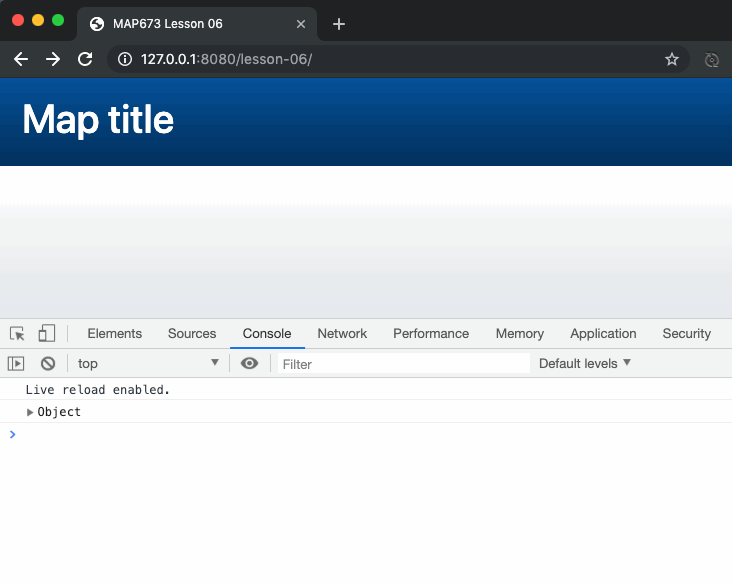 MAP673 Lesson 06
127.0.0.1:8080/lesson-06/
Map title
Elements Sources Console Network Performance Memory Application Security
top Filter Default levels
Live reload enabled.
Object